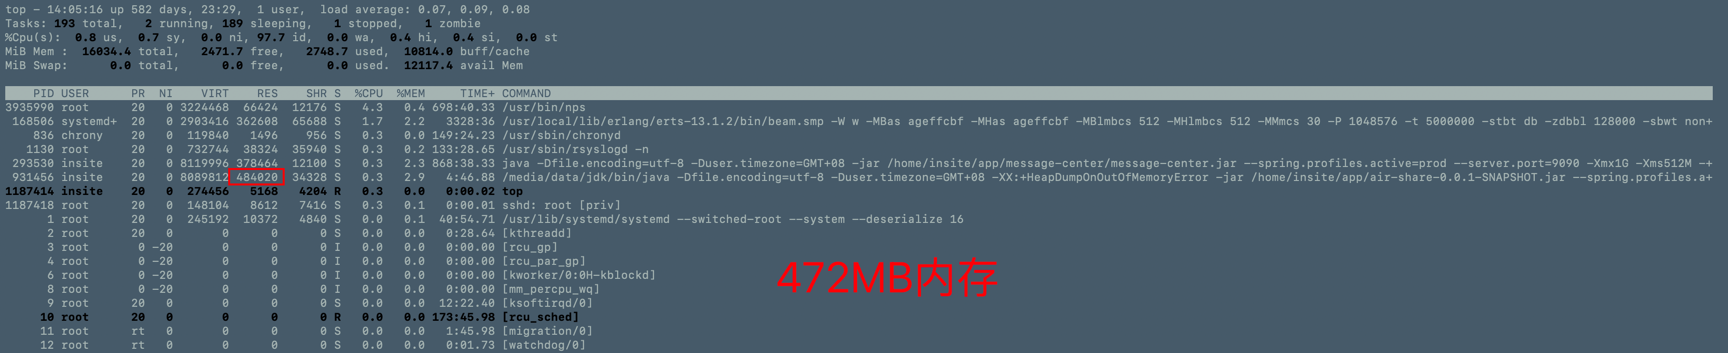 top - 14:05:16 up 582 days, 23:29,  1 user,  load average: 0.07, 0.09, 0.08
Tasks: 193 total,   2 running, 189 sleeping,   1 stopped,   1 zombie
%Cpu(s):  0.8 us,  0.7 sy,  0.0 ni, 97.7 id,  0.0 wa,  0.4 hi,  0.4 si,  0.0 st
MiB Mem :  16034.4 total,   2471.7 free,   2748.7 used,  10814.0 buff/cache
MiB Swap:      0.0 total,      0.0 free,      0.0 used.  12117.4 avail Mem
PID USER      PR  NI    VIRT    RES    SHR S  %CPU  %MEM     TIME+ COMMAND
3935990 root      20   0 3224468  66424  12176 S   4.3   0.4 698:40.33 /usr/bin/nps
168506 systemd+  20   0 2903416 362608  65688 S   1.7   2.2   3328:36 /usr/local/lib/erlang/erts-13.1.2/bin/beam.smp -W w -MBas ageffcbf -MHas ageffcbf -MBlmbcs 512 -MHlmbcs 512 -MMmcs 30 -P 1048576 -t 5000000 -stbt db -zdbbl 128000 -sbwt non+
836 chrony    20   0  119840   1496    956 S   0.3   0.0 149:24.23 /usr/sbin/chronyd
1130 root      20   0  732744  38324  35940 S   0.3   0.2 133:28.65 /usr/sbin/rsyslogd -n
293530 insite    20   0 8119996 378464  12100 S   0.3   2.3 868:38.33 java -Dfile.encoding=utf-8 -Duser.timezone=GMT+08 -jar /home/insite/app/message-center/message-center.jar --spring.profiles.active=prod --server.port=9090 -Xmx1G -Xms512M -+
931456 insite    20   0 8089812 484020  34328 S   0.3   2.9   4:46.88 /media/data/jdk/bin/java -Dfile.encoding=utf-8 -Duser.timezone=GMT+08 -XX:+HeapDumpOnOutOfMemoryError -jar /home/insite/app/air-share-0.0.1-SNAPSHOT.jar --spring.profiles.a+
1187414 insite    20   0  274456   5168   4204 R   0.3   0.0   0:00.02 top
1187418 root      20   0  148104   8612   7416 S   0.3   0.1   0:00.01 sshd: root [priv]
1 root      20   0  245192  10372   4840 S   0.0   0.1  40:54.71 /usr/lib/systemd/systemd --switched-root --system --deserialize 16
2 root      20   0       0      0      0 S   0.0   0.0   0:28.64 [kthreadd]
3 root       0 -20       0      0      0 I   0.0   0.0   0:00.00 [rcu_gp]
4 root       0 -20       0      0      0 I   0.0   0.0   0:00.00 [rcu_par_gp]
6 root       0 -20       0      0      0 I   0.0   0.0   0:00.00 [kworker/0:0H-kblockd]
8 root       0 -20       0      0      0 I   0.0   0.0   0:00.00 [mm_percpu_wq]
472MB内存
9 root      20   0       0      0      0 S   0.0   0.0  12:22.40 [ksoftirqd/0]
10 root      20   0       0      0      0 R   0.0   0.0 173:45.98 [rcu_sched]
11 root      rt   0       0      0      0 S   0.0   0.0   1:45.98 [migration/0]
12 root      rt   0       0      0      0 S   0.0   0.0   0:01.73 [watchdog/0]